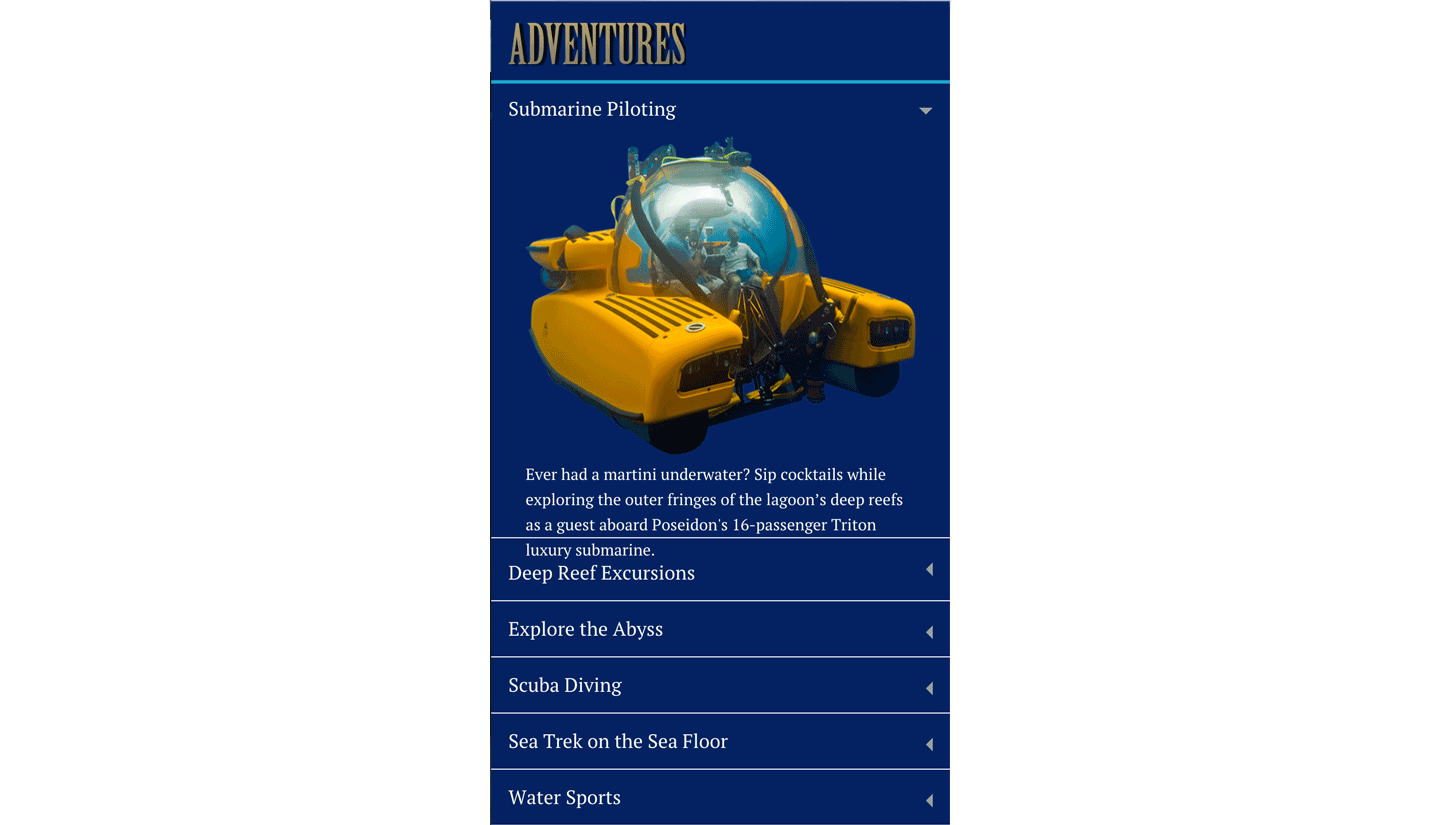 ADVENTURES
Submarine Piloting
Ever had a martini underwater? Sip cocktails while
exploring the outer fringes of the lagoon’s deep reefs
as a guest aboard Poseidon's 16-passenger Triton
luxury submarine.
Deep Reef Excursions
Explore the Abyss
Scuba Diving
Sea Trek on the Sea Floor
Water Sports